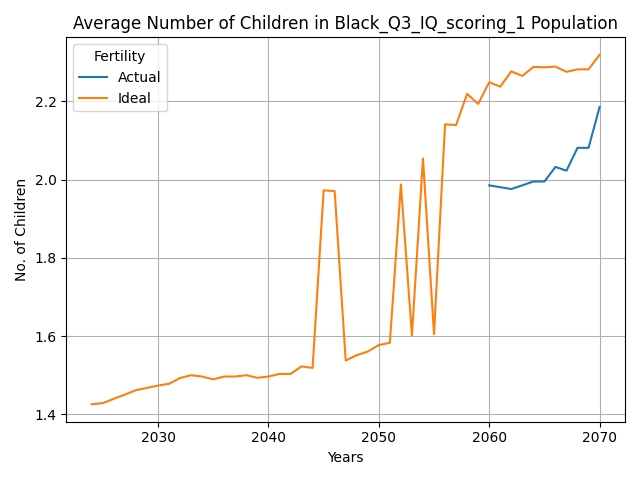 Average Number of Children in Black_Q3_IQ_scoring_1 Population
Fertility
Actual
Ideal
No. of Children
2.2
2.0
1.8
1.6
1.4
2030
2040
2050
2060
2070
Years